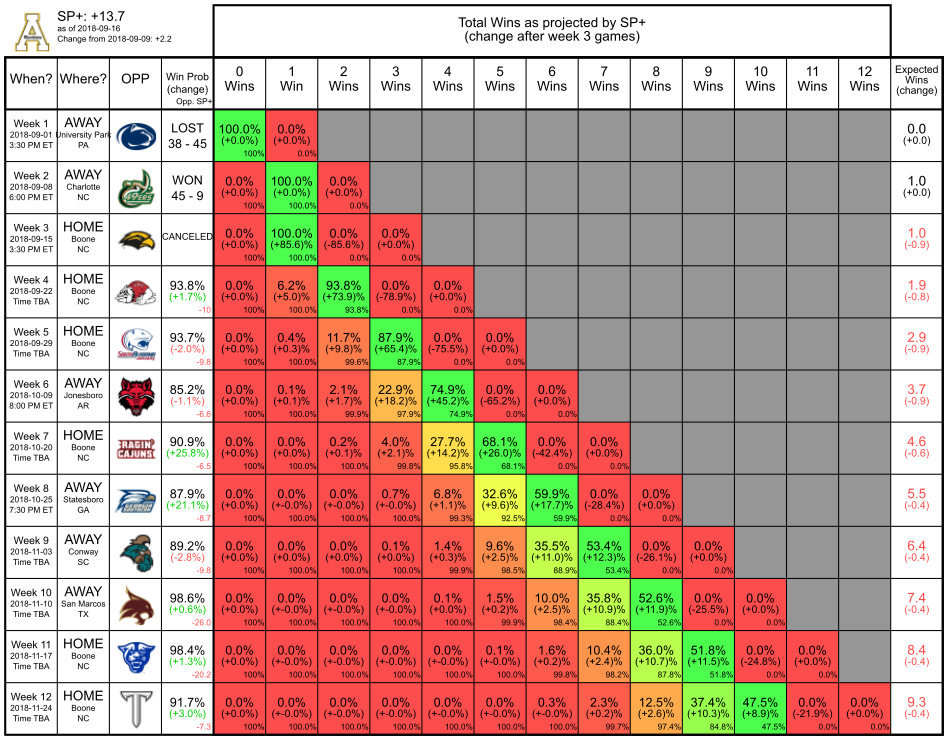 A
SP+: +13.7
as of 2018-09-16
Change from 2018-09-09: +2.2
Total Wins as projected by SP+
(change after week 3 games)
When? Where? OPP Win Prob (change) Opp. SP+ 0 Wins 1 Win 2 Wins 3 Wins 4 Wins 5 Wins 6 Wins 7 Wins 8 Wins 9 Wins 10 Wins 11 Wins 12 Wins Expected Wins (change)
Week 1 AWAY LOST 100.0% 0.0% 0.0
2018-09-01 University Park 38 - 45 (+0.0%) (+0.0%) (+0.0)
3:30 PM ET PA 100% 0.0%
Week 2 AWAY WON 0.0% 100.0% 0.0% 1.0
2018-09-08 Charlotte 49ERS 45 - 9 (+0.0%) (+0.0%) (+0.0%) (+0.0)
6:00 PM ET NC 100% 100.0% 0.0%
Week 3 HOME CANCELED 0.0% 100.0% 0.0% 0.0% 1.0
2018-09-15 Boone (+0.0%) (+85.6)% (-85.6%) (+0.0%) (-0.9)
3:30 PM ET NC 100% 100.0% 0.0% 0.0%
Week 4 HOME 93.8% 0.0% 6.2% 93.8% 0.0% 0.0% 1.9
2018-09-22 Boone (+1.7%) (+0.0%) (+5.0)% (+73.9)% (-78.9%) (+0.0%) (-0.8)
Time TBA NC -10 100% 100.0% 93.8% 0.0% 0.0%
Week 5 HOME 93.7% 0.0% 0.4% 11.7% 87.9% 0.0% 0.0% 2.9
2018-09-29 Boone (-2.0%) (+0.0%) (+0.3)% (+9.8)% (+65.4)% (-75.5%) (+0.0%) (-0.9)
Time TBA NC -9.8 100% 100.0% 99.6% 87.9% 0.0% 0.0%
Week 6 AWAY 85.2% 0.0% 0.1% 2.1% 22.9% 74.9% 0.0% 0.0% 3.7
2018-10-09 Jonesboro (-1.1%) (+0.0%) (+0.1)% (+1.7)% (+18.2)% (+45.2)% (-65.2%) (+0.0%) (-0.9)
8:00 PM ET AR -6.6 100% 100.0% 99.9% 97.9% 74.9% 0.0% 0.0%
Week 7 HOME RAGIN' CAJUNS 90.9% 0.0% 0.0% 0.2% 4.0% 27.7% 68.1% 0.0% 0.0% 4.6
2018-10-20 Boone (+25.8%) (+0.0%) (+0.0)% (+0.1)% (+2.1)% (+14.2)% (+26.0)% (-42.4%) (+0.0%) (-0.6)
Time TBA NC -6.5 100% 100.0% 100.0% 99.8% 95.8% 68.1% 0.0% 0.0%
Week 8 AWAY 87.9% 0.0% 0.0% 0.0% 0.7% 6.8% 32.6% 59.9% 0.0% 0.0% 5.5
2018-10-25 Statesboro (+21.1%) (+0.0%) (+0.0)% (+0.0)% (+0.0)% (+1.1)% (+9.6)% (+17.7)% (-28.4%) (+0.0%) (-0.4)
7:30 PM ET GA -8.7 100% 100.0% 100.0% 100.0% 99.3% 92.5% 59.9% 0.0% 0.0%
Week 9 AWAY 89.2% 0.0% 0.0% 0.0% 0.1% 1.4% 9.6% 35.5% 53.4% 0.0% 0.0% 6.4
2018-11-03 Conway (-2.8%) (+0.0%) (+0.0)% (+0.0)% (+0.0)% (+0.3)% (+2.5)% (+11.0)% (+12.3)% (-26.1%) (+0.0%) (-0.4)
Time TBA SC -9.8 100% 100.0% 100.0% 100.0% 99.9% 98.5% 88.9% 53.4% 0.0% 0.0%
Week 10 AWAY 98.6% 0.0% 0.0% 0.0% 0.0% 0.1% 1.5% 10.0% 35.8% 52.6% 0.0% 0.0% 7.4
2018-11-10 San Marcos (+0.6%) (+0.0%) (+-0.0)% (+-0.0)% (+-0.0)% (+0.0)% (+0.2)% (+2.5)% (+10.9)% (+11.9)% (-25.5%) (+0.0%) (-0.4)
Time TBA TX -26.0 100% 100.0% 100.0% 100.0% 100.0% 99.9% 98.4% 88.4% 52.6% 0.0% 0.0%
Week 11 HOME 98.4% 0.0% 0.0% 0.0% 0.0% 0.0% 0.1% 1.6% 10.4% 36.0% 51.8% 0.0% 0.0% 8.4
2018-11-17 Boone (+1.3%) (+0.0%) (+-0.0)% (+-0.0)% (+-0.0)% (+-0.0)% (+-0.0)% (+0.2)% (+2.4)% (+10.7)% (+11.5)% (-24.8%) (+0.0%) (-0.4)
Time TBA NC -20.2 100% 100.0% 100.0% 100.0% 100.0% 100.0% 99.8% 98.2% 87.8% 51.8% 0.0% 0.0%
Week 12 HOME T 91.7% 0.0% 0.0% 0.0% 0.0% 0.0% 0.0% 0.3% 2.3% 12.5% 37.4% 47.5% 0.0% 0.0% 9.3
2018-11-24 Boone (+3.0%) (+0.0%) (+-0.0)% (+-0.0)% (+-0.0)% (+-0.0)% (+-0.0)% (+0.0)% (+0.2)% (+2.6)% (+10.3)% (+8.9)% (-21.9%) (+0.0%) (-0.4)
Time TBA NC -7.3 100% 100.0% 100.0% 100.0% 100.0% 100.0% 100.0% 99.7% 97.4% 84.8% 47.5% 0.0% 0.0%